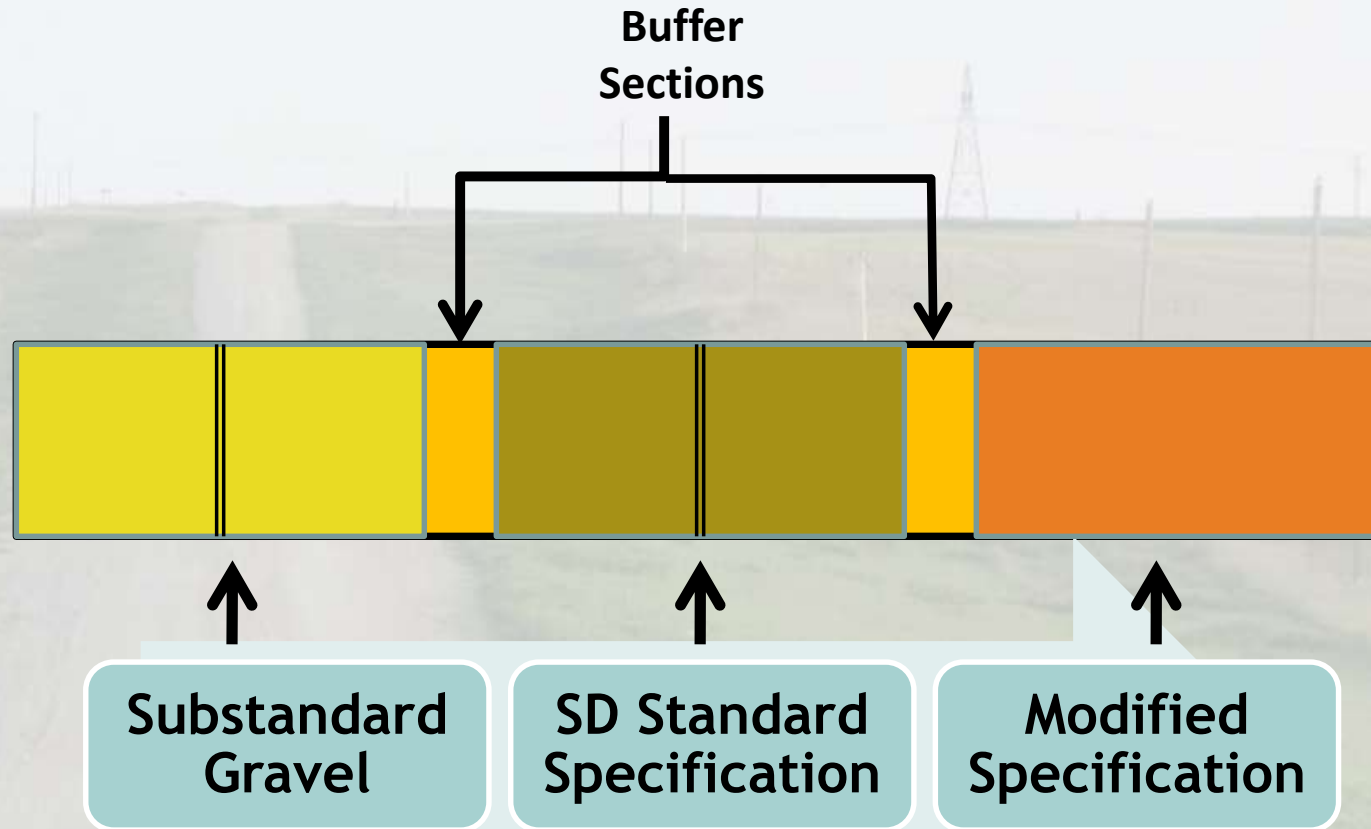 Buffer
Sections
Substandard
Gravel
SD Standard
Specification
Modified
Specification